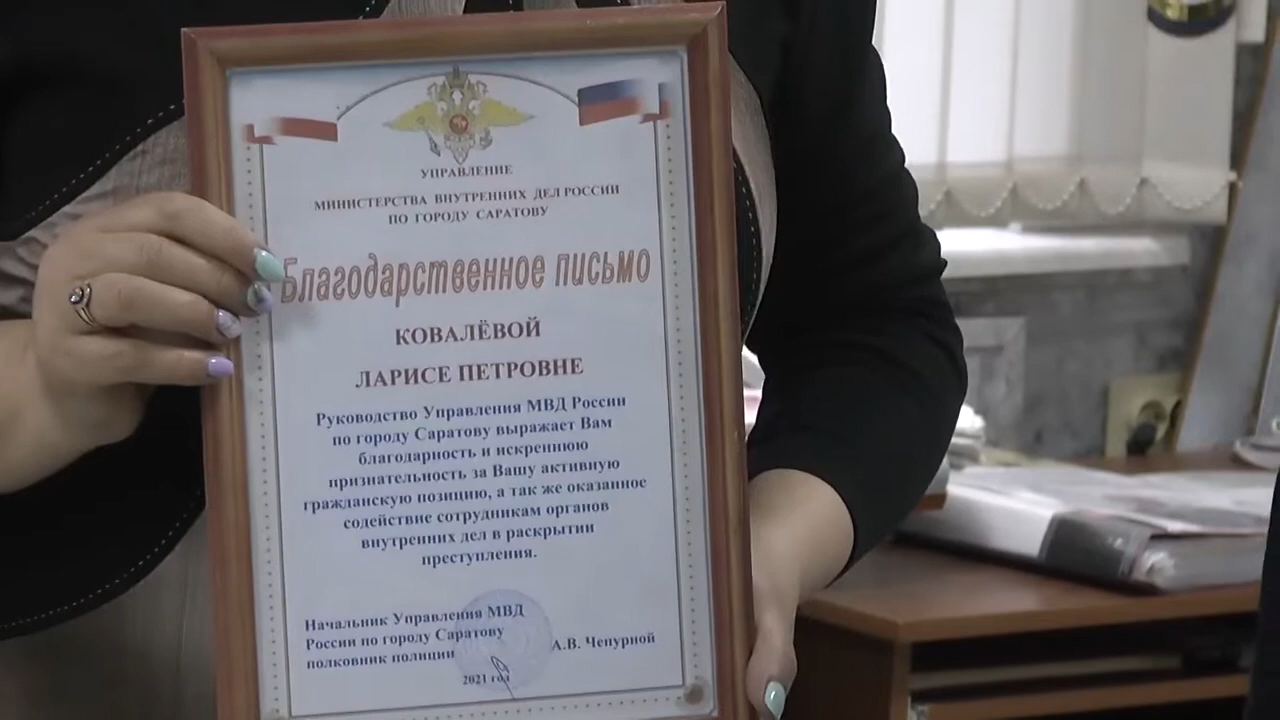 УПРАВЛЕНИЕ
МИНИСТЕРСТВА ВНУТРЕННИХ ДЕЛ РОССИИ
ПО ГОРОДУ САРАТОВУ
Благодарственное письмо
КОВАЛЁВОЙ
ЛАРИСЕ ПЕТРОВНЕ
Руководство Управления МВД России
по городу Саратову выражает Вам
благодарность и искреннюю
признательность за Вашу активную
гражданскую позицию, а так же оказанное
содействие сотрудникам органов
внутренних дел в раскрытии
преступления.
Начальник Управления МВД
России по городу Саратову
полковник полиции
А.В. Чепурной
2021 год